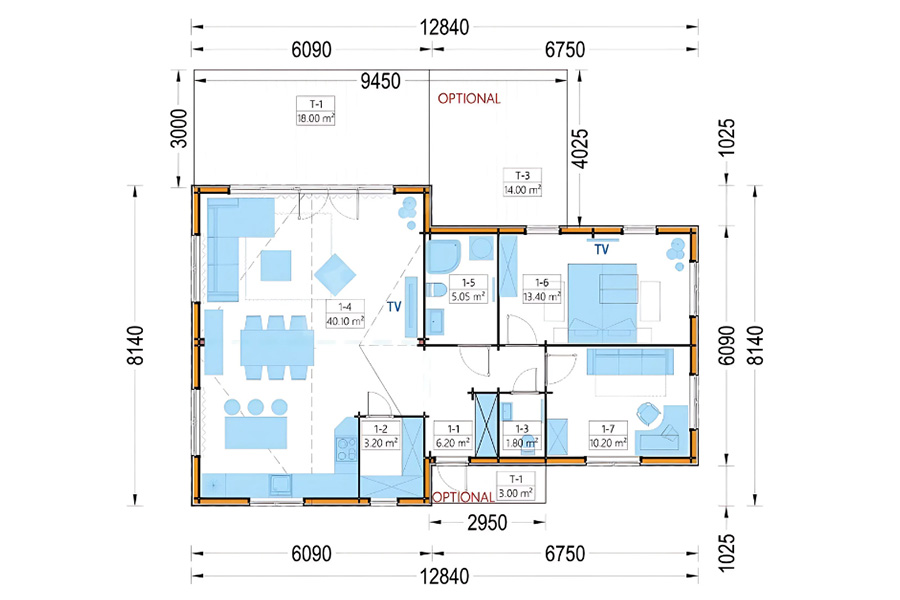 12840
6090
6750
9450
OPTIONAL
T-1
18.00 m²
3000
4025
1025
T-3
14.00 m²
TV
1-5
5.05 m²
1-6
13.40 m²
1-4
40.10 m²
TV
8140
6090
8140
1-2
3.20 m²
1-1
6.20 m²
1-3
1.80 m²
1-7
10.20 m²
T-1
3.00 m²
OPTIONAL
2950
1025
6090
6750
12840